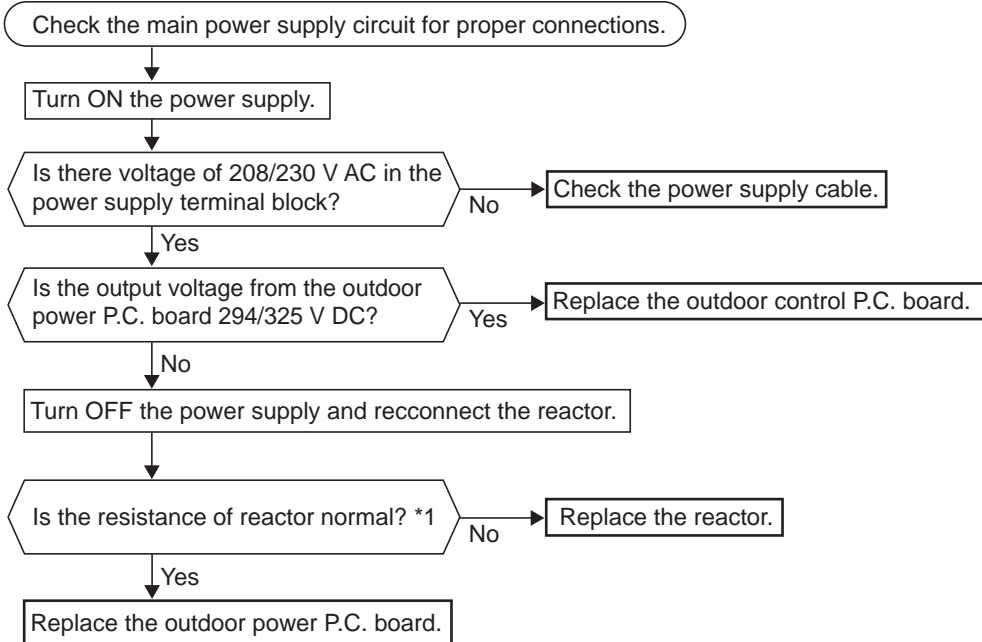 Check the main power supply circuit for proper connections.
Turn ON the power supply.
Is there voltage of 208/230 V AC in the
power supply terminal block?
No
Check the power supply cable.
Yes
Is the output voltage from the outdoor
power P.C. board 294/325 V DC?
Yes
Replace the outdoor control P.C. board.
No
Turn OFF the power supply and recconnect the reactor.
Is the resistance of reactor normal? *1
No
Replace the reactor.
Yes
Replace the outdoor power P.C. board.